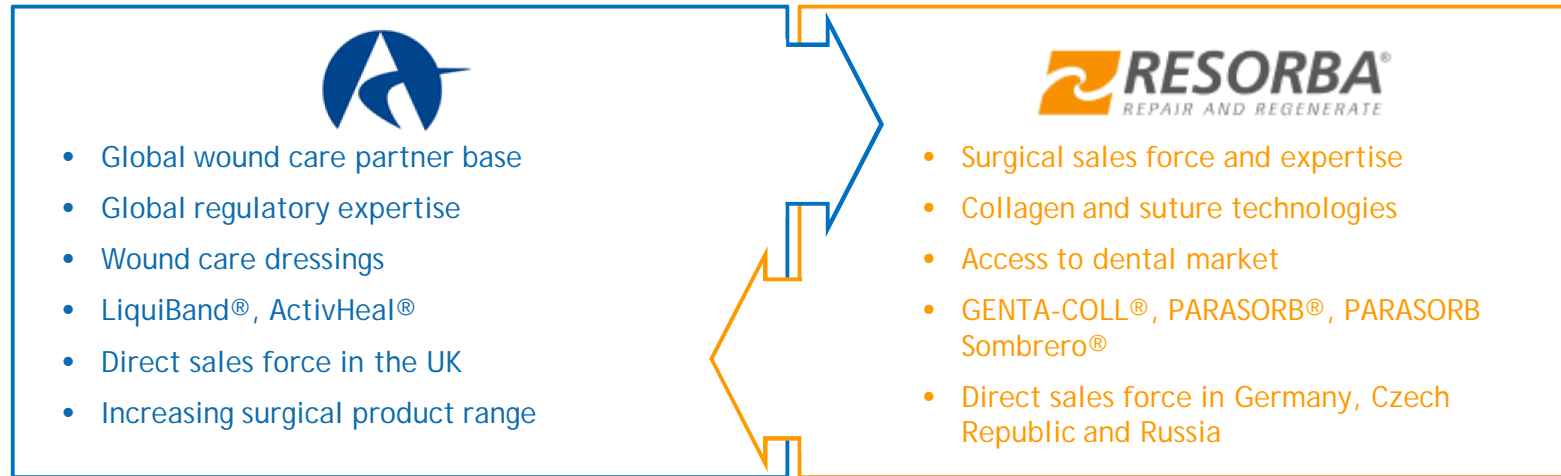 • Global wound care partner base
• Global regulatory expertise
• Wound care dressings
• LiquiBand®, ActivHeal®
• Direct sales force in the UK
• Increasing surgical product range
RESORBA®
REPAIR AND REGENERATE
• Surgical sales force and expertise
• Collagen and suture technologies
• Access to dental market
• GENTA-COLL®, PARASORB®, PARASORB
Sombrero®
• Direct sales force in Germany, Czech
Republic and Russia